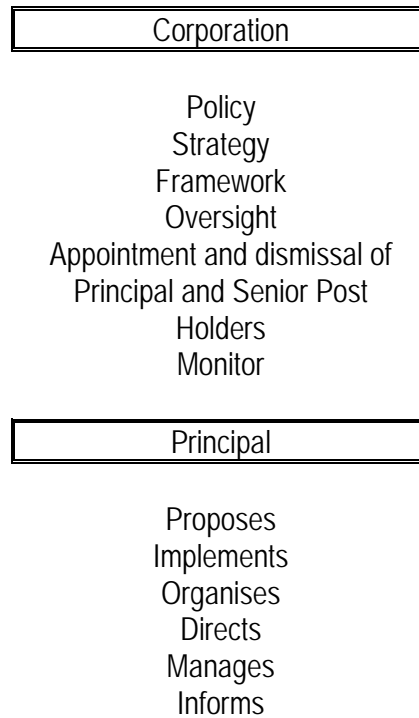 Corporation
Policy
Strategy
Framework
Oversight
Appointment and dismissal of
Principal and Senior Post
Holders
Monitor
Principal
Proposes
Implements
Organises
Directs
Manages
Informs